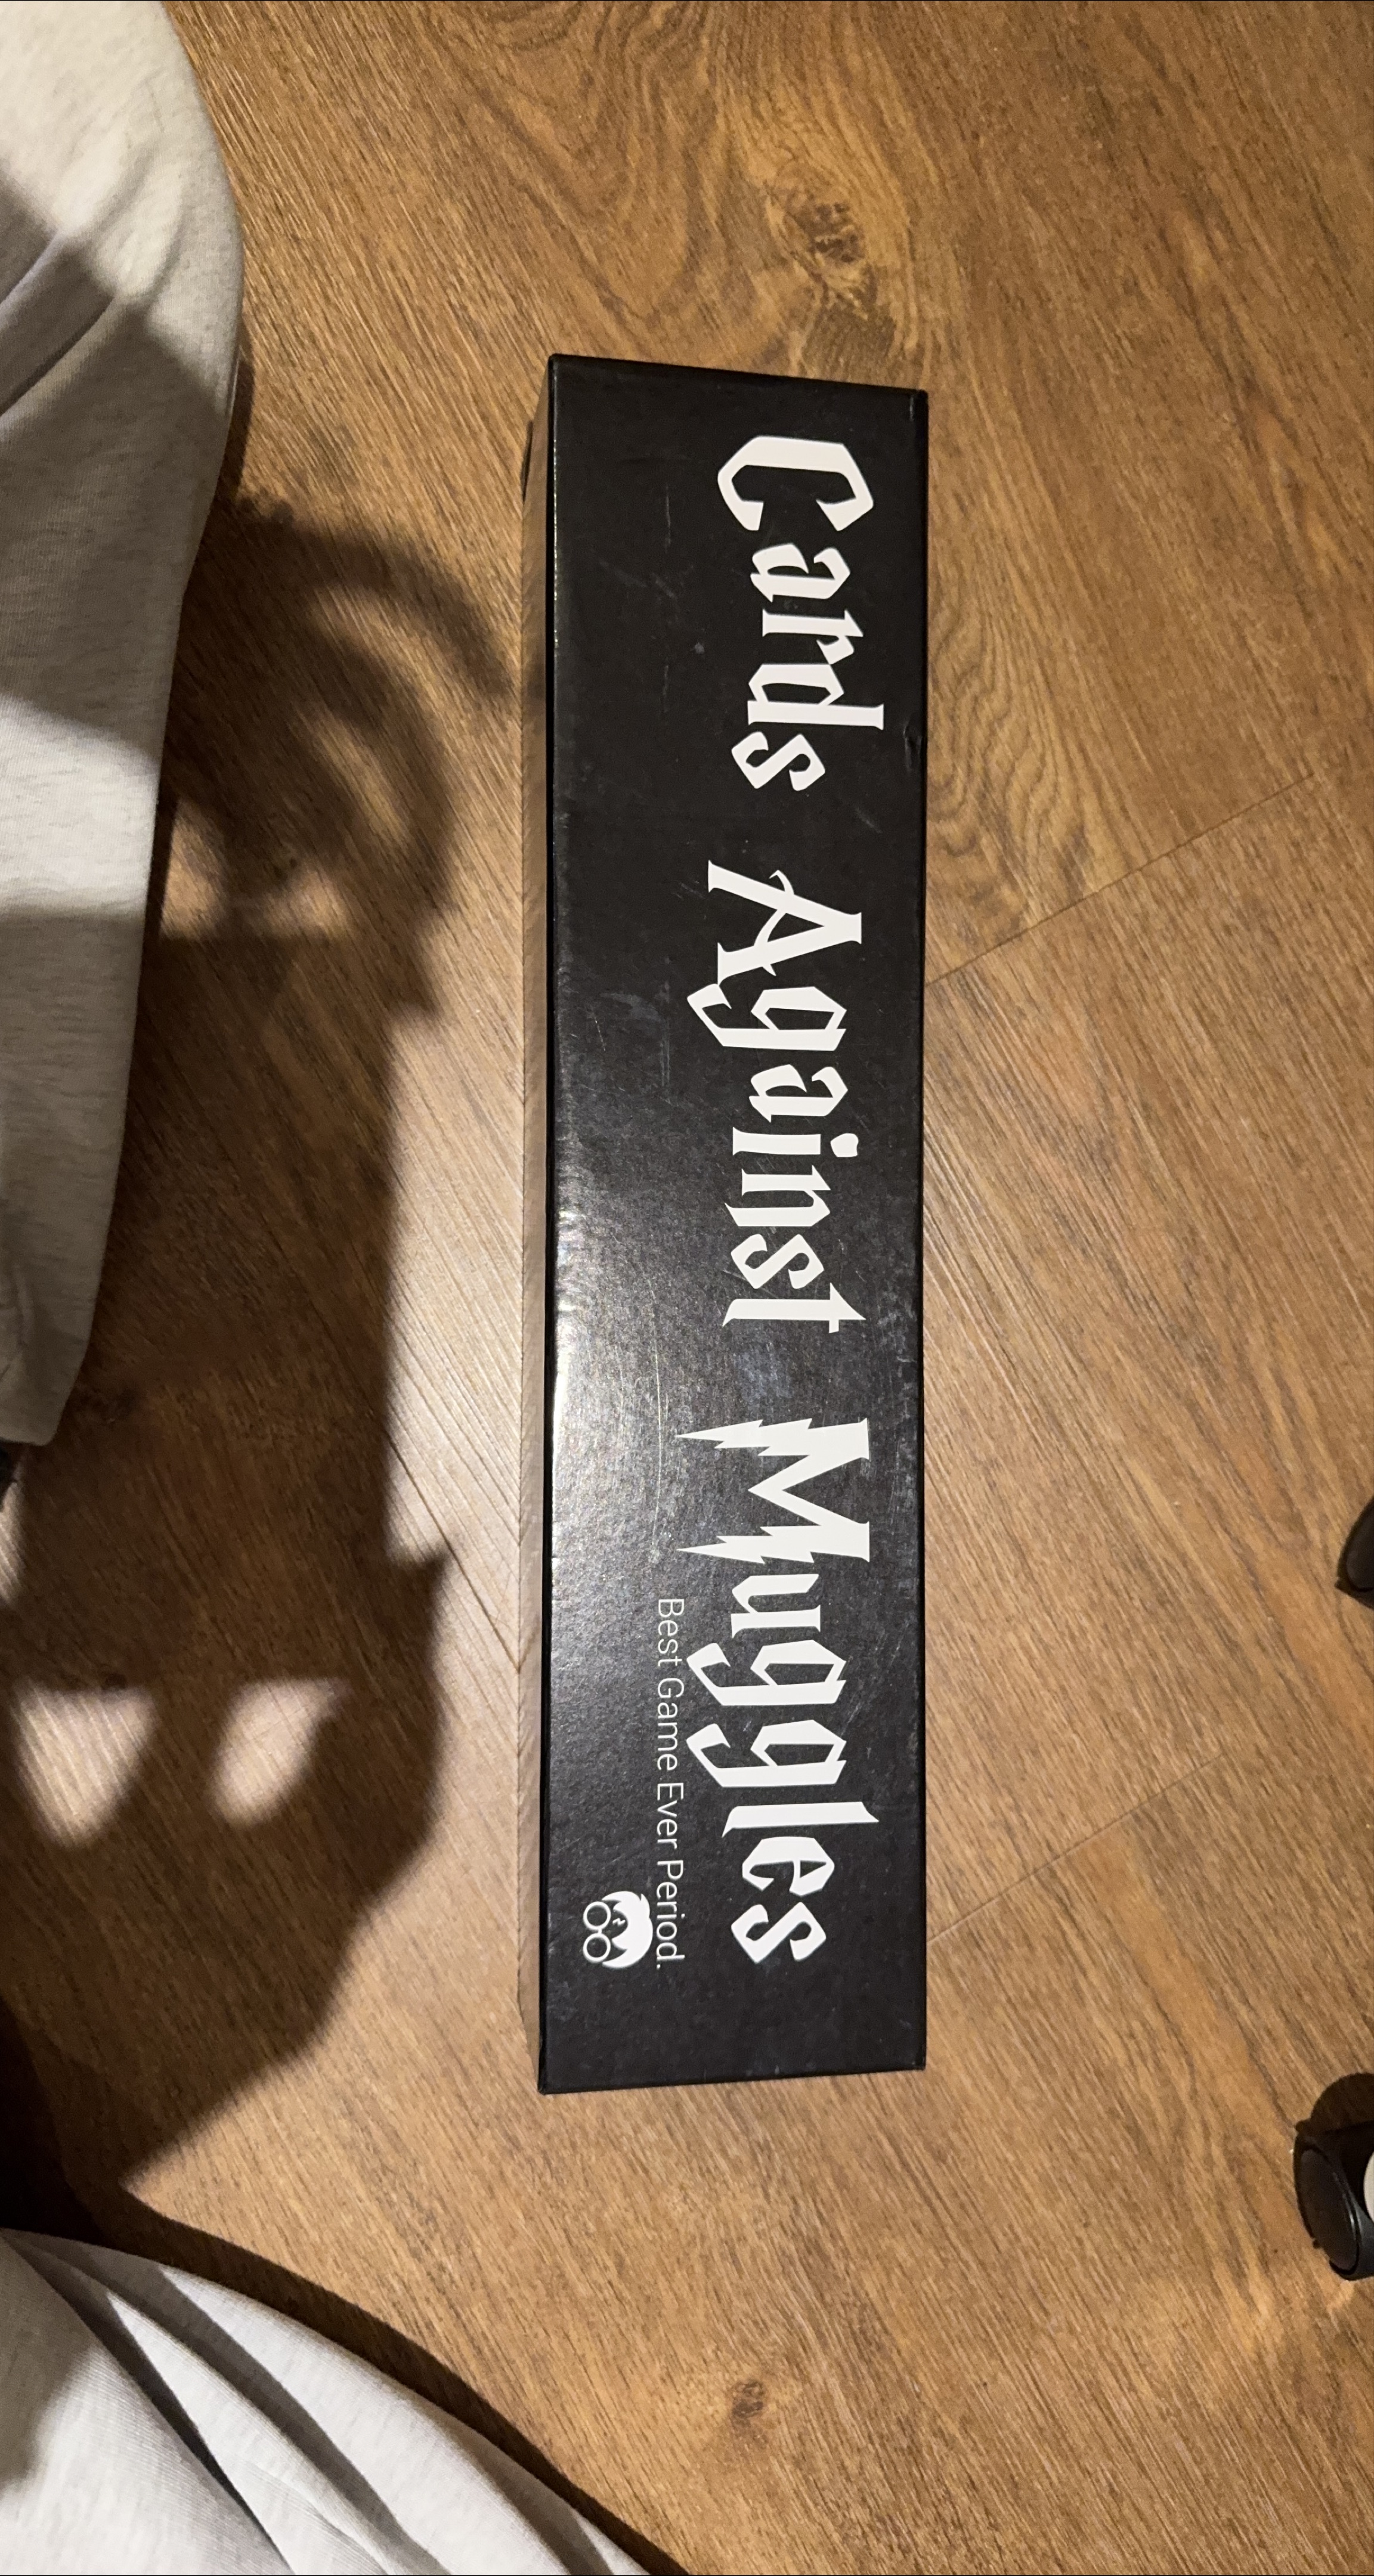 Cards Against Muggles
Best Game Ever Period.